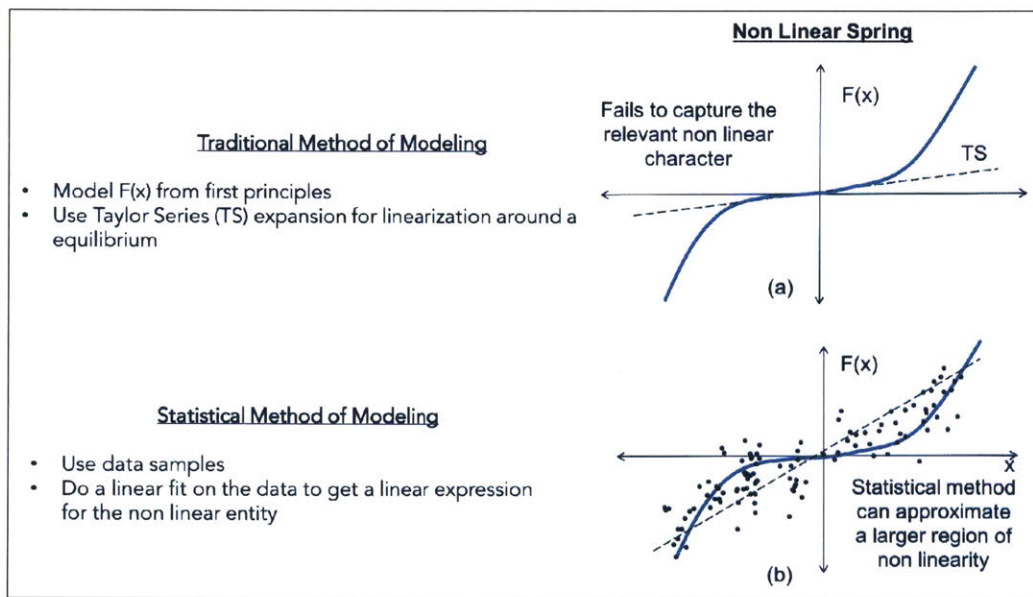 Non Linear Spring
F(x)
Fails to capture the
relevant non linear
character
TS
(a)
Traditional Method of Modeling
• Model F(x) from first principles
• Use Taylor Series (TS) expansion for linearization around a
equilibrium
F(x)
x
Statistical method
can approximate
a larger region of
non linearity
(b)
Statistical Method of Modeling
• Use data samples
• Do a linear fit on the data to get a linear expression
for the non linear entity